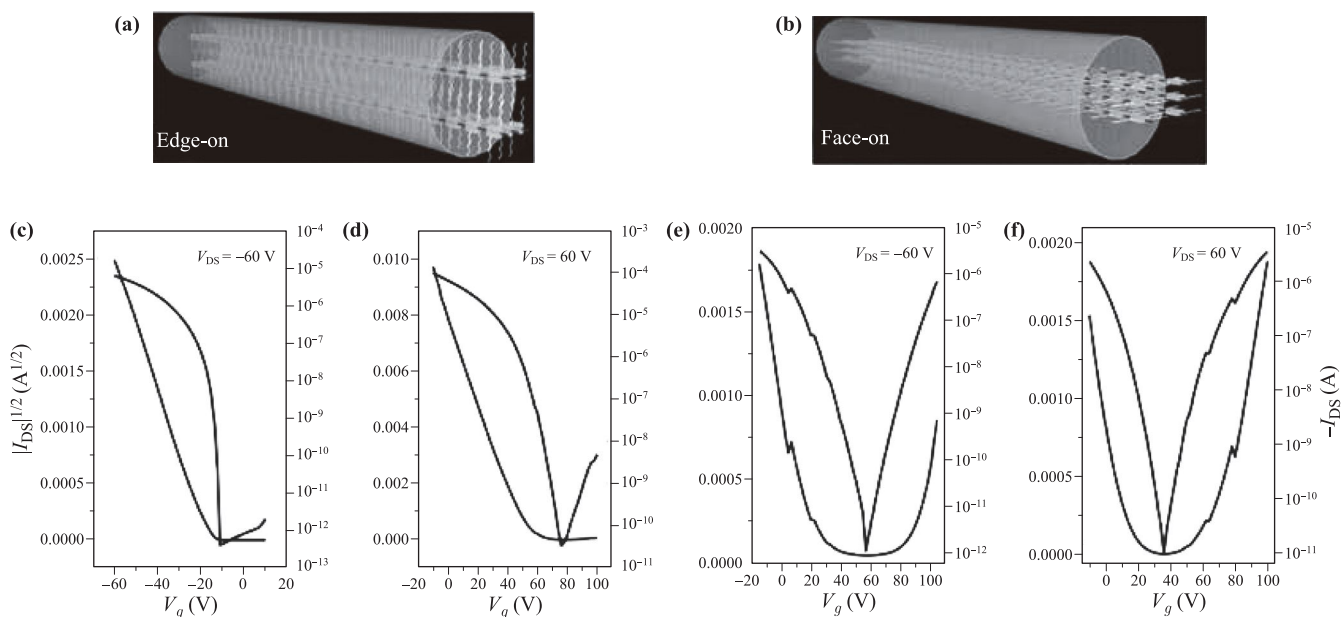 (a)
Edge-on
(b)
Face-on
(c)
V_DS = −60 V
|I_DS|^1/2 (A^1/2)
0.0025
0.0020
0.0015
0.0010
0.0005
0.0000
10^−4
10^−5
10^−6
10^−7
10^−8
10^−9
10^−10
10^−11
10^−12
10^−13
−60 −40 −20 0 20
V_g (V)
(d)
V_DS = 60 V
0.010
0.008
0.006
0.004
0.002
0.000
10^−3
10^−4
10^−5
10^−6
10^−7
10^−8
10^−9
10^−10
10^−11
0 20 40 60 80 100
V_g (V)
(e)
V_DS = −60 V
0.0020
0.0015
0.0010
0.0005
0.0000
10^−5
10^−6
10^−7
10^−8
10^−9
10^−10
10^−11
10^−12
−20 0 20 40 60 80 100
V_g (V)
(f)
V_DS = 60 V
0.0020
0.0015
0.0010
0.0005
0.0000
10^−5
10^−6
10^−7
10^−8
10^−9
10^−10
10^−11
0 20 40 60 80 100
V_g (V)
−I_DS (A)